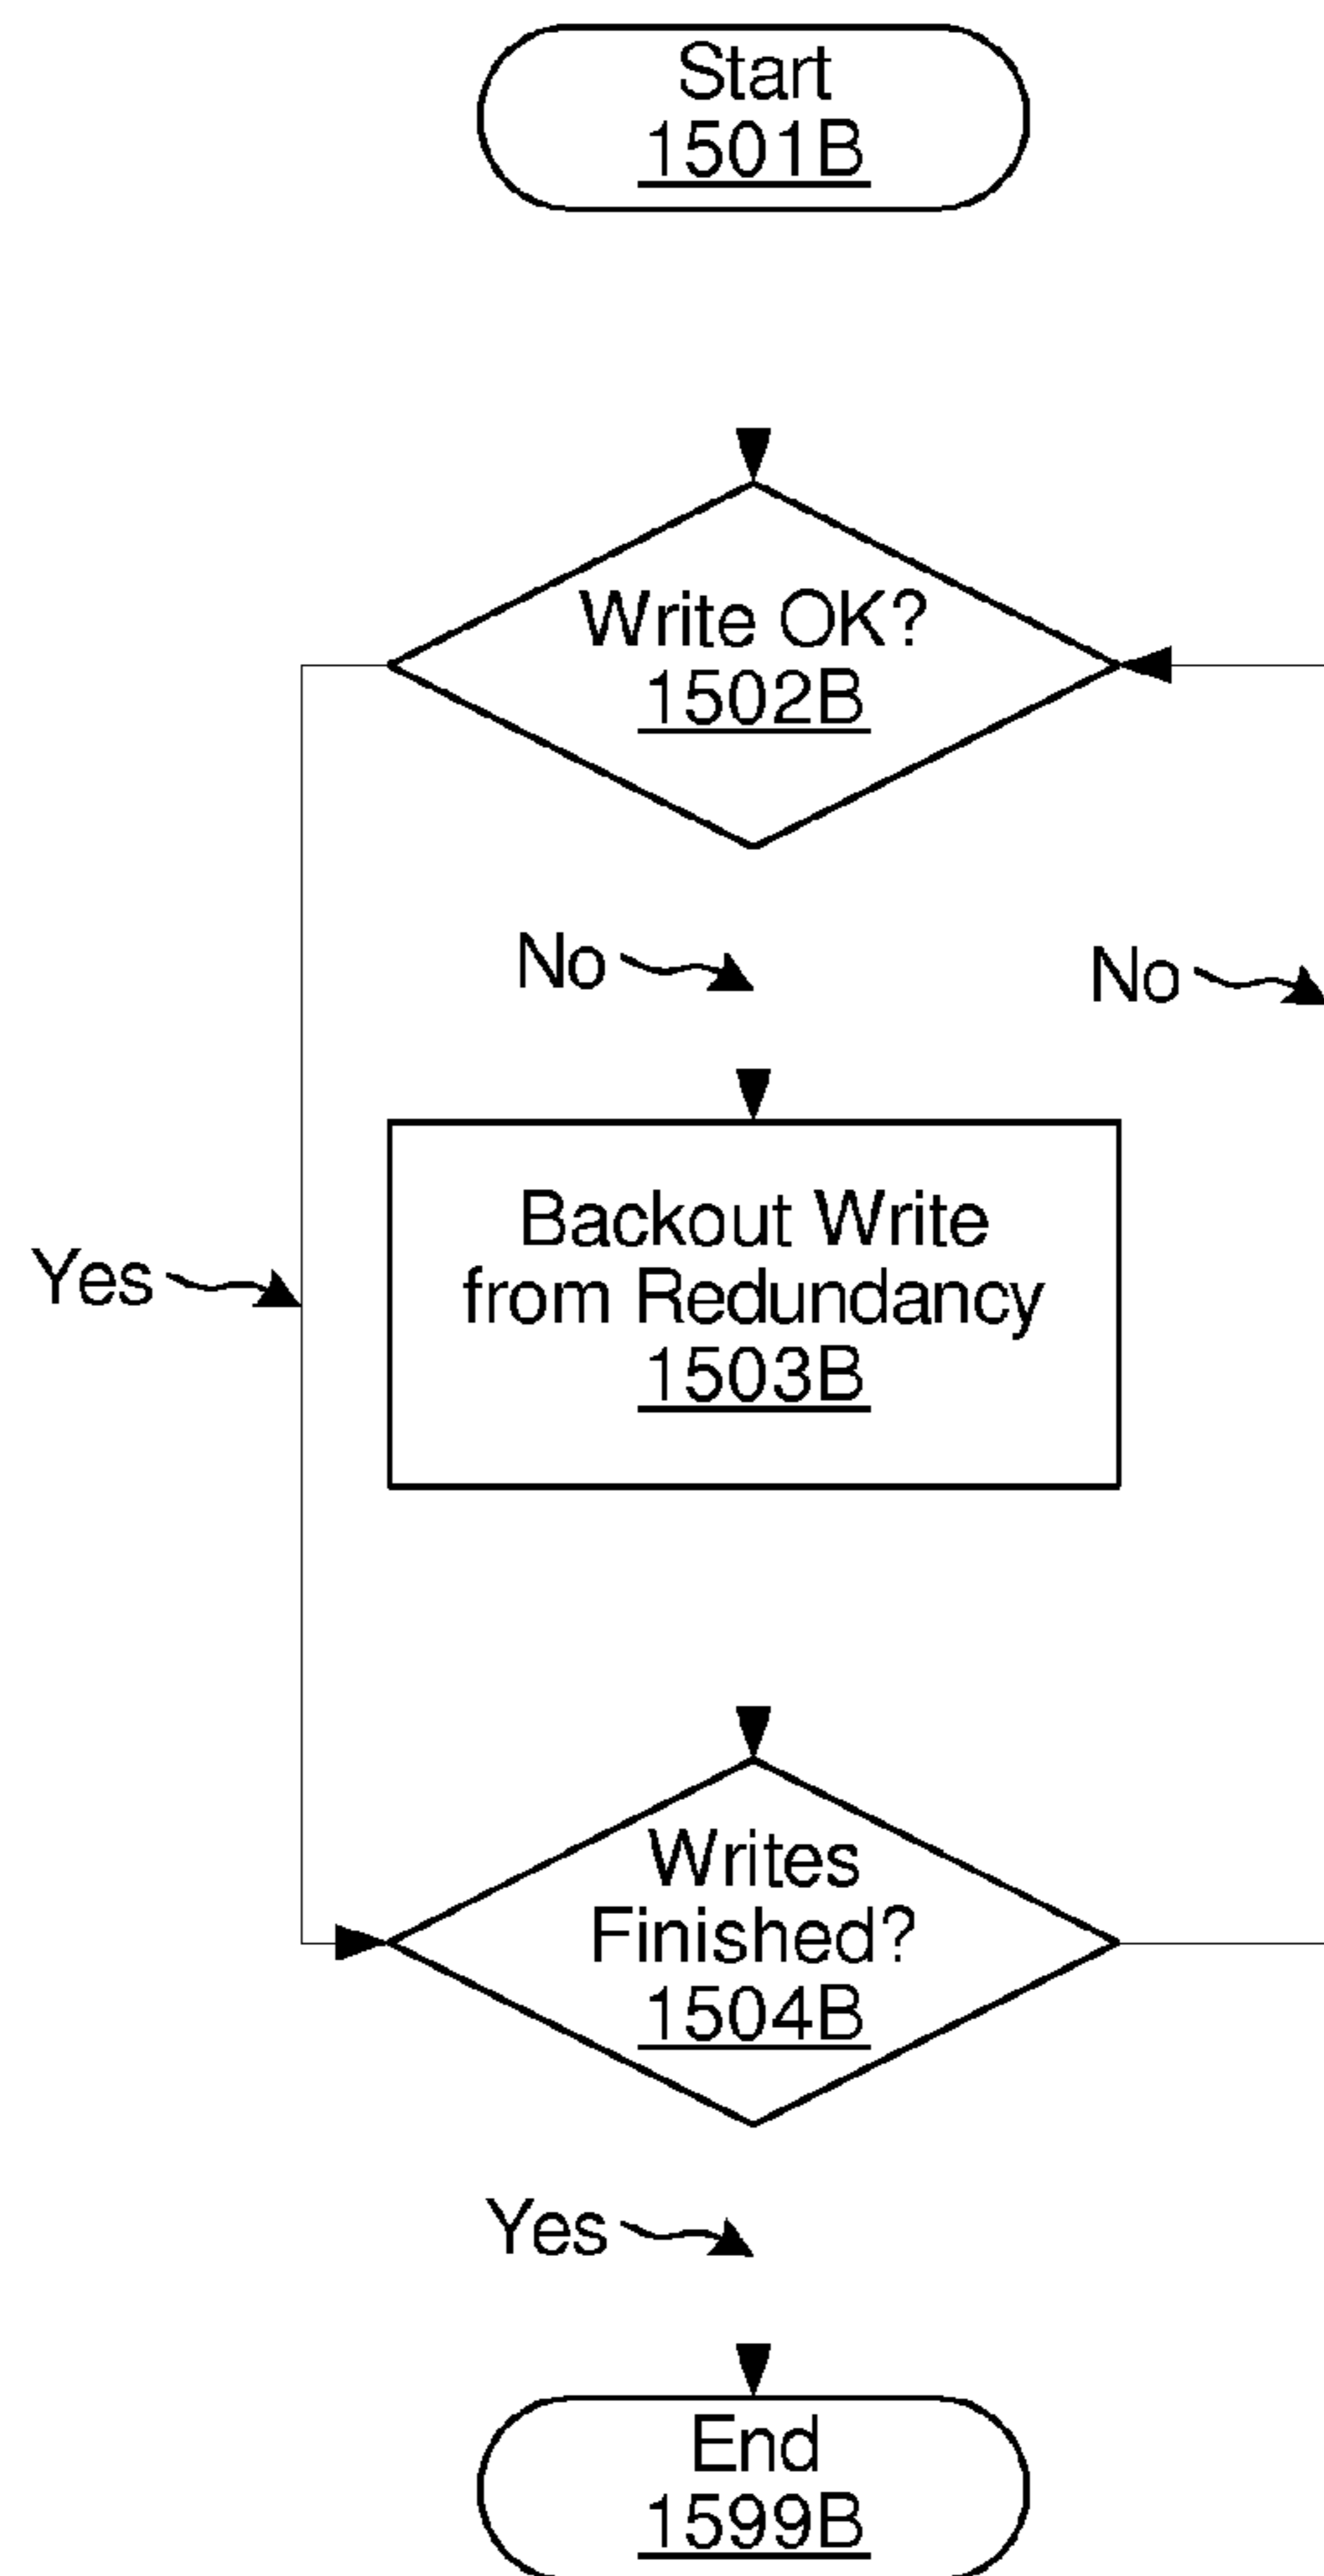 Start
1501B
Write OK?
1502B
No
No
Yes
Backout Write
from Redundancy
1503B
Writes
Finished?
1504B
Yes
End
1599B